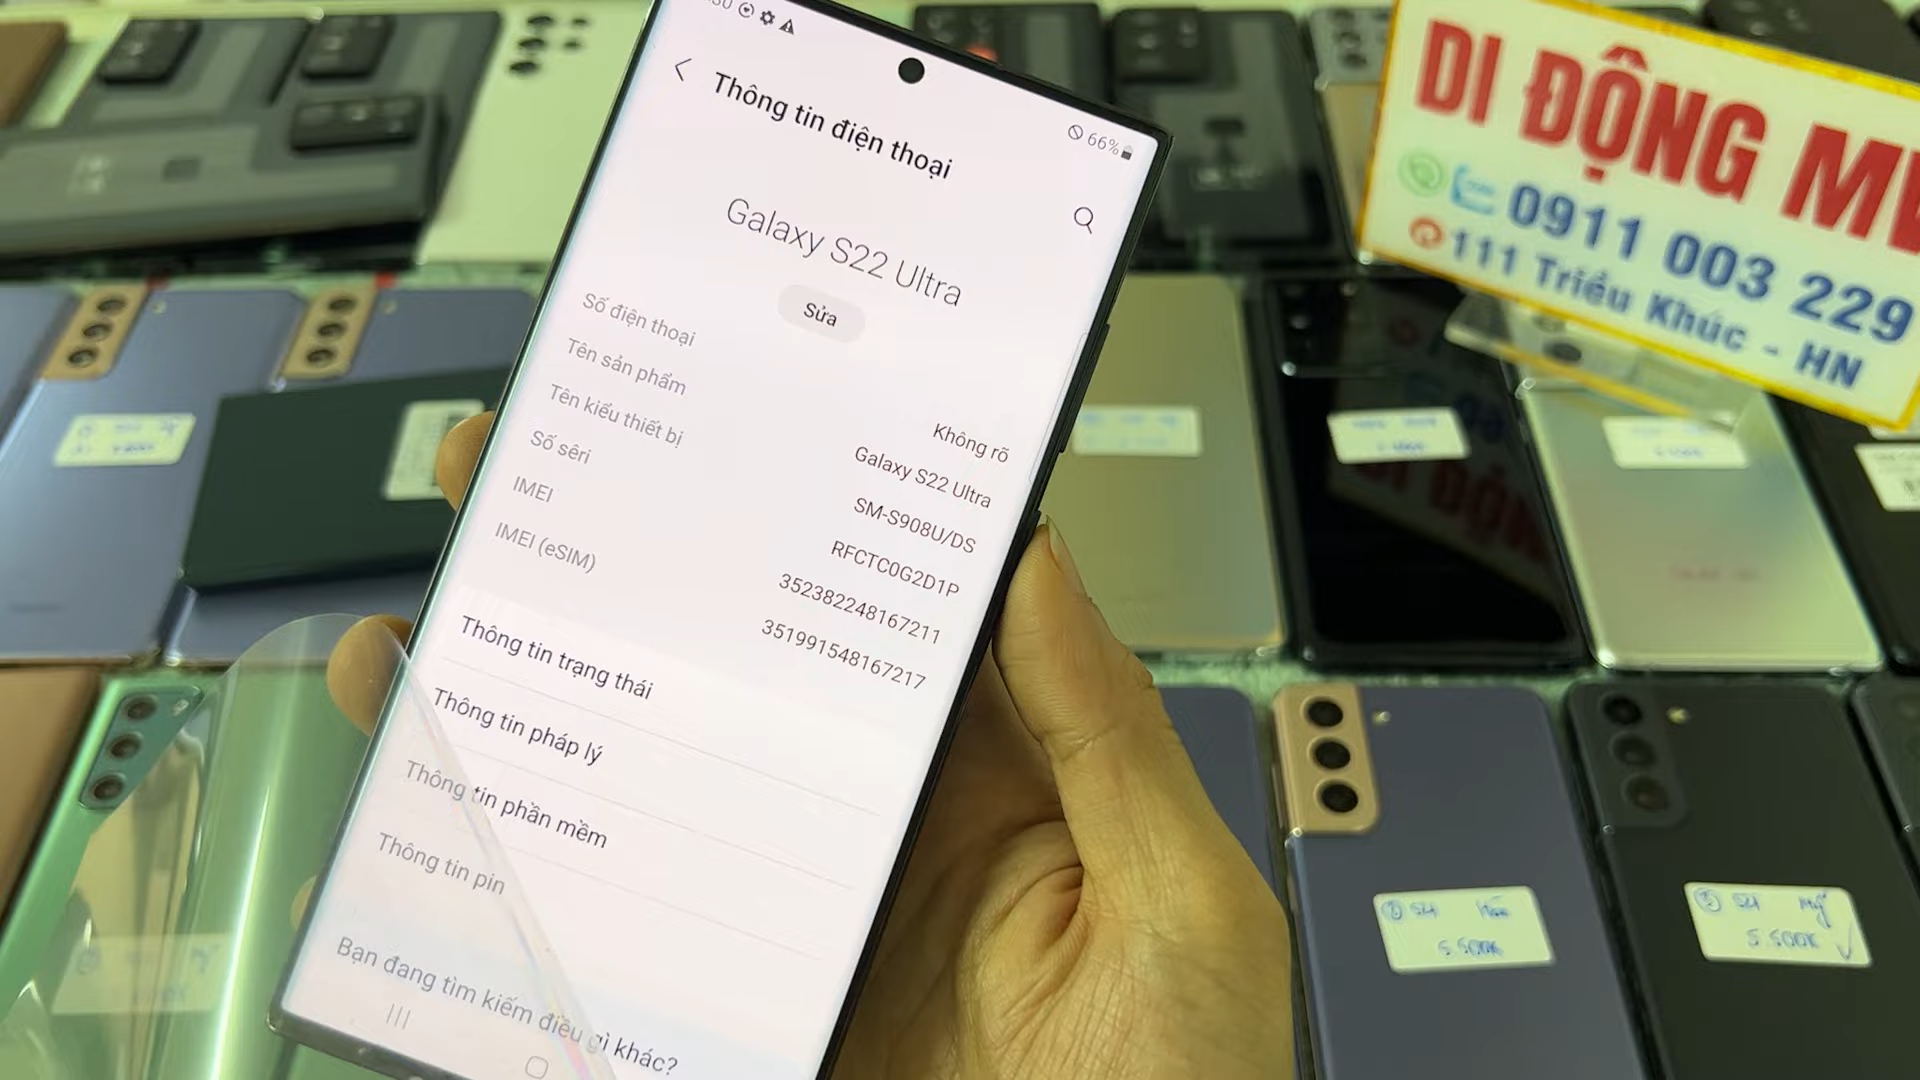 66%
Thông tin điện thoại
Galaxy S22 Ultra
Sửa
Số điện thoại
Không rõ
Tên sản phẩm
Galaxy S22 Ultra
Tên kiểu thiết bị
SM-S908U/DS
Số sêri
RFCTC0G2D1P
IMEI
352382248167211
IMEI (eSIM)
351991548167217
Thông tin trạng thái
Thông tin pháp lý
Thông tin phần mềm
Thông tin pin
Bạn đang tìm kiếm điều gì khác?
DI ĐỘNG
0911 003 229
111 Triều Khúc - HN
S21
5.500K
S21 Mỹ
5.500K